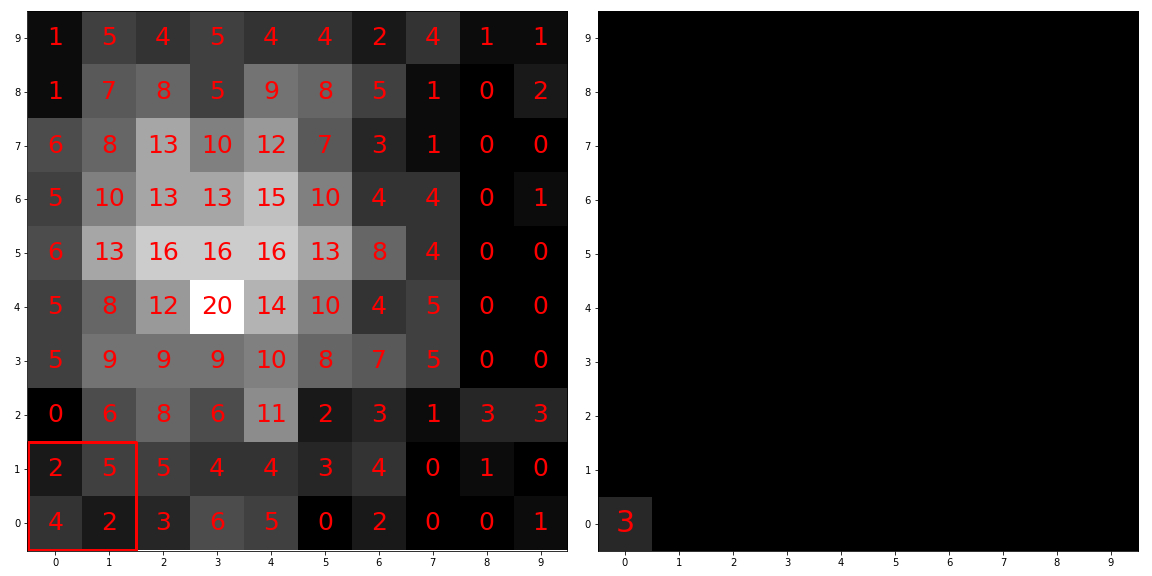 9 1 5 4 5 4 4 2 4 1 1 9
8 1 7 8 5 9 8 5 1 0 2 8
7 6 8 13 10 12 7 3 1 0 0 7
6 5 10 13 13 15 10 4 4 0 1 6
5 6 13 16 16 16 13 8 4 0 0 5
4 5 8 12 20 14 10 4 5 0 0 4
3 5 9 9 9 10 8 7 5 0 0 3
2 0 6 8 6 11 2 3 1 3 3 2
1 2 5 5 4 4 3 4 0 1 0 1
0 4 2 3 6 5 0 2 0 0 1 0 3
0 1 2 3 4 5 6 7 8 9 0 1 2 3 4 5 6 7 8 9